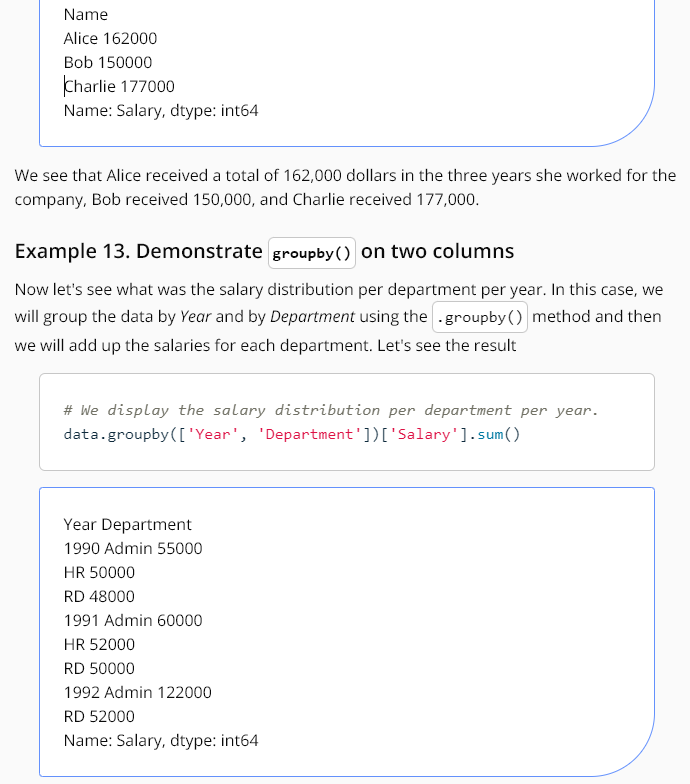 Name
Alice 162000
Bob 150000
Charlie 177000
Name: Salary, dtype: int64
We see that Alice received a total of 162,000 dollars in the three years she worked for the
company, Bob received 150,000, and Charlie received 177,000.
Example 13. Demonstrate groupby() on two columns
Now let's see what was the salary distribution per department per year. In this case, we
will group the data by Year and by Department using the .groupby() method and then
we will add up the salaries for each department. Let's see the result
# We display the salary distribution per department per year.
data.groupby(['Year', 'Department'])['Salary'].sum()
Year Department
1990 Admin 55000
HR 50000
RD 48000
1991 Admin 60000
HR 52000
RD 50000
1992 Admin 122000
RD 52000
Name: Salary, dtype: int64